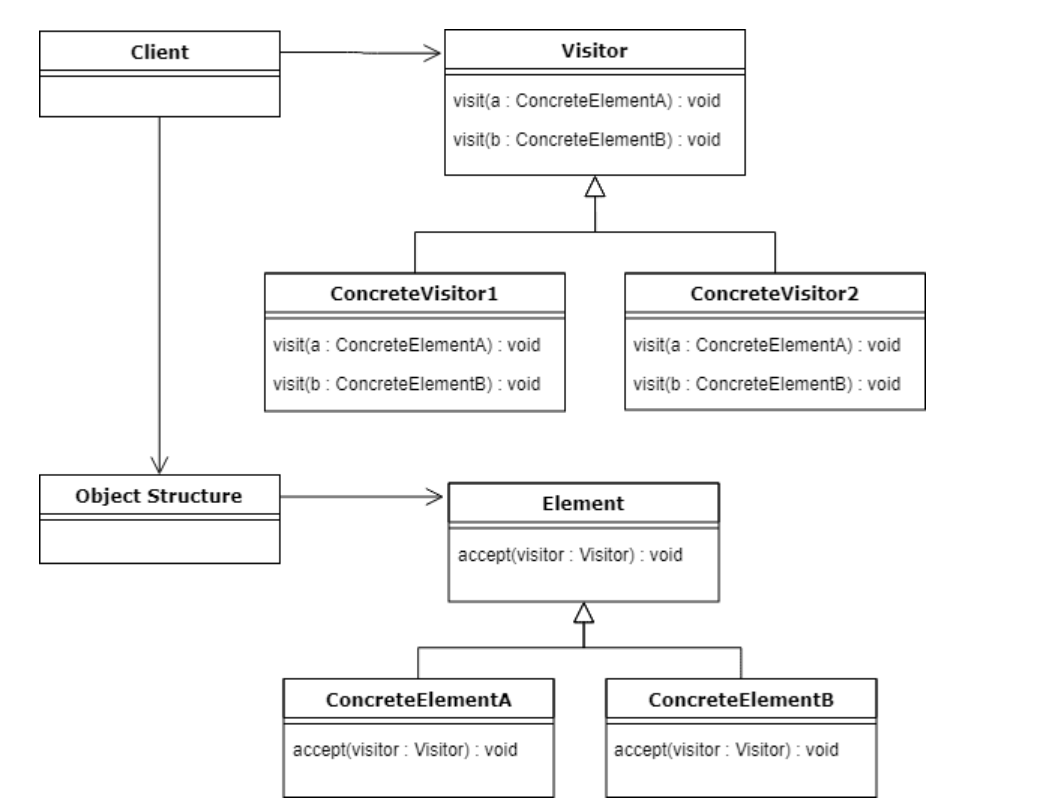 Client
Visitor
visit(a : ConcreteElementA) : void
visit(b : ConcreteElementB) : void
ConcreteVisitor1
visit(a : ConcreteElementA) : void
visit(b : ConcreteElementB) : void
ConcreteVisitor2
visit(a : ConcreteElementA) : void
visit(b : ConcreteElementB) : void
Object Structure
Element
accept(visitor : Visitor) : void
ConcreteElementA
accept(visitor : Visitor) : void
ConcreteElementB
accept(visitor : Visitor) : void